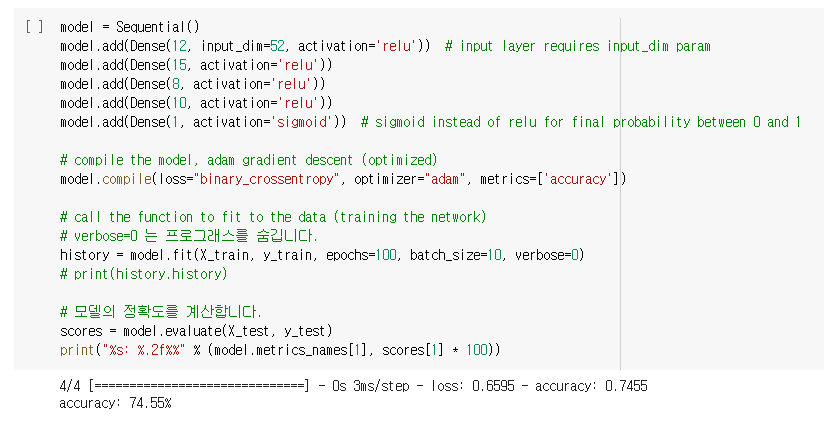 [ ] model = Sequential()
model.add(Dense(12, input_dim=52, activation='relu'))  # input layer requires input_dim param
model.add(Dense(15, activation='relu'))
model.add(Dense(8, activation='relu'))
model.add(Dense(10, activation='relu'))
model.add(Dense(1, activation='sigmoid'))  # sigmoid instead of relu for final probability between 0 and 1

# compile the model, adam gradient descent (optimized)
model.compile(loss="binary_crossentropy", optimizer="adam", metrics=['accuracy'])

# call the function to fit to the data (training the network)
# verbose=0 는 프로그래스를 숨깁니다.
history = model.fit(X_train, y_train, epochs=100, batch_size=10, verbose=0)
# print(history.history)

# 모델의 정확도를 계산합니다.
scores = model.evaluate(X_test, y_test)
print("%s: %.2f%%" % (model.metrics_names[1], scores[1] * 100))

4/4 [==============================] - 0s 3ms/step - loss: 0.6595 - accuracy: 0.7455
accuracy: 74.55%